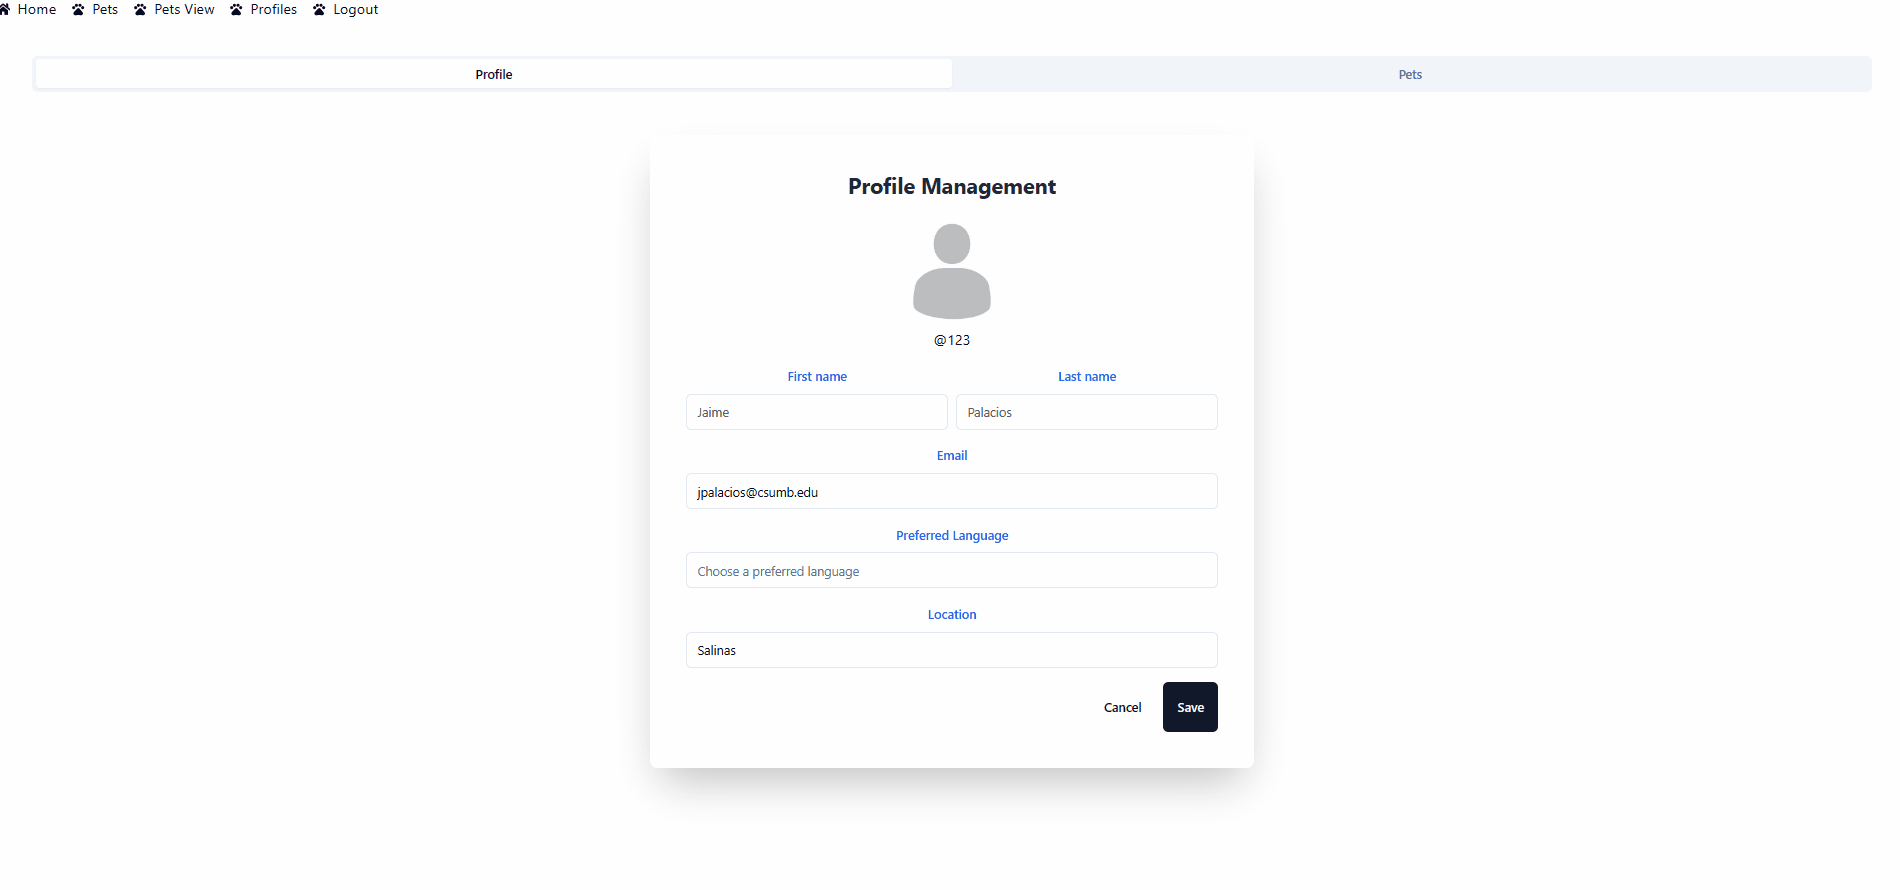 Home Pets Pets View Profiles Logout
Profile Pets
Profile Management
@123
First name Last name
Jaime Palacios
Email
jpalacios@csumb.edu
Preferred Language
Choose a preferred language
Location
Salinas
Cancel Save